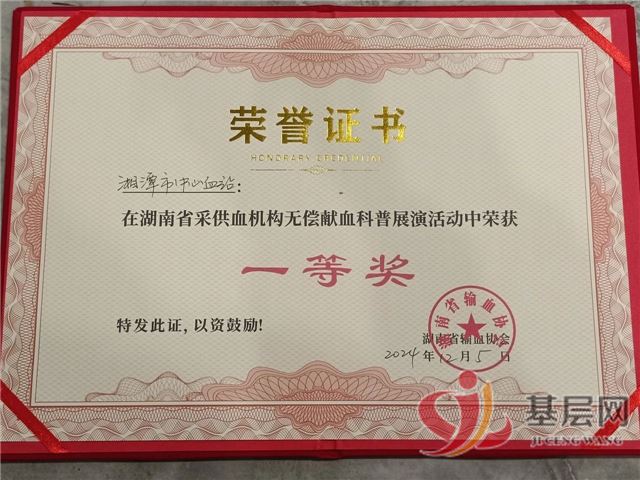 荣誉证书
HONORARY CREDENTIAL
湘潭市中心血站:
在湖南省采供血机构无偿献血科普展演活动中荣获
一等奖
特发此证,以资鼓励!
湖南省输血协会
湖南省输血协会
2024年12月5日
基层网
JICENGWANG